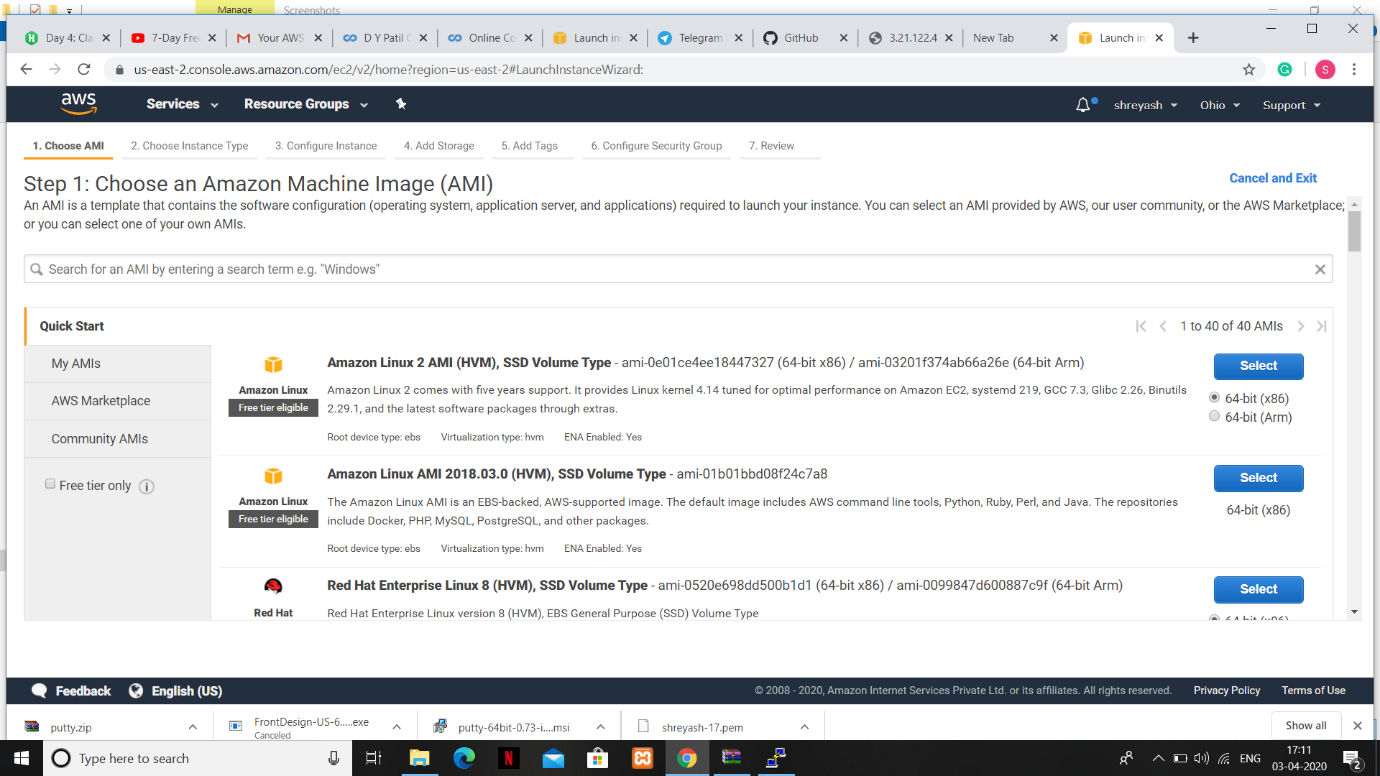 Manage
Screenshots
Day 4: Cla
7-Day Fre
Your AWS
D Y Patil C
Online Co
Launch in
Telegram
GitHub
3.21.122.4
New Tab
Launch in
us-east-2.console.aws.amazon.com/ec2/v2/home?region=us-east-2#LaunchInstanceWizard:
S
aws
Services
Resource Groups
shreyash
Ohio
Support
1. Choose AMI
2. Choose Instance Type
3. Configure Instance
4. Add Storage
5. Add Tags
6. Configure Security Group
7. Review
Step 1: Choose an Amazon Machine Image (AMI)
Cancel and Exit
An AMI is a template that contains the software configuration (operating system, application server, and applications) required to launch your instance. You can select an AMI provided by AWS, our user community, or the AWS Marketplace;
or you can select one of your own AMIs.
Search for an AMI by entering a search term e.g. "Windows"
Quick Start
1 to 40 of 40 AMIs
My AMIs
AWS Marketplace
Community AMIs
Free tier only
Amazon Linux
Free tier eligible
Amazon Linux 2 AMI (HVM), SSD Volume Type - ami-0e01ce4ee18447327 (64-bit x86) / ami-03201f374ab66a26e (64-bit Arm)
Amazon Linux 2 comes with five years support. It provides Linux kernel 4.14 tuned for optimal performance on Amazon EC2, systemd 219, GCC 7.3, Glibc 2.26, Binutils
2.29.1, and the latest software packages through extras.
Root device type: ebs Virtualization type: hvm ENA Enabled: Yes
Select
64-bit (x86)
64-bit (Arm)
Amazon Linux
Free tier eligible
Amazon Linux AMI 2018.03.0 (HVM), SSD Volume Type - ami-01b01bbd08f24c7a8
The Amazon Linux AMI is an EBS-backed, AWS-supported image. The default image includes AWS command line tools, Python, Ruby, Perl, and Java. The repositories
include Docker, PHP, MySQL, PostgreSQL, and other packages.
Root device type: ebs Virtualization type: hvm ENA Enabled: Yes
Select
64-bit (x86)
Red Hat
Red Hat Enterprise Linux 8 (HVM), SSD Volume Type - ami-0520e698dd500b1d1 (64-bit x86) / ami-0099847d600887c9f (64-bit Arm)
Red Hat Enterprise Linux version 8 (HVM), EBS General Purpose (SSD) Volume Type
Select
64-bit (x86)
Feedback
English (US)
© 2008 - 2020, Amazon Internet Services Private Ltd. or its affiliates. All rights reserved.
Privacy Policy
Terms of Use
putty.zip
FrontDesign-US-6.....exe
Canceled
putty-64bit-0.73-i....msi
shreyash-17.pem
Show all
Type here to search
ENG
17:11
03-04-2020
2